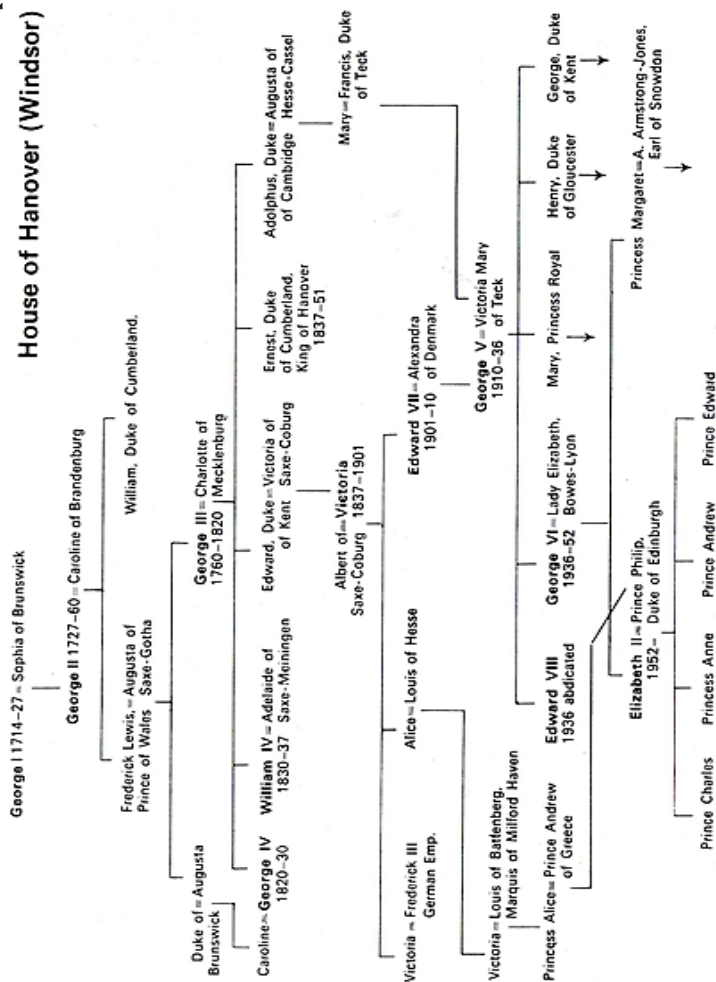 House of Hanover (Windsor)
George I 1714–27 = Sophia of Brunswick
George II 1727–60 = Caroline of Brandenburg
Frederick Lewis, = Augusta of
Prince of Wales Saxe-Gotha
William, Duke of Cumberland.
Duke of = Augusta
Brunswick
George III = Charlotte of
1760–1820 Mecklenburg
Caroline = George IV
1820–30
William IV = Adelaide of
1830–37 Saxe-Meiningen
Edward, Duke = Victoria of
of Kent Saxe-Coburg
Ernest, Duke
of Cumberland.
King of Hanover
1837–51
Adolphus, Duke = Augusta of
of Cambridge Hesse-Cassel
Albert of = Victoria
Saxe-Coburg 1837–1901
Mary = Francis, Duke
of Teck
Victoria = Frederick III
German Emp.
Alice = Louis of Hesse
Edward VII = Alexandra
1901–10 of Denmark
Victoria = Louis of Battenberg,
Marquis of Milford Haven
George V = Victoria Mary
1910–36 of Teck
Princess Alice = Prince Andrew
of Greece
Edward VIII
1936 abdicated
George VI = Lady Elizabeth,
1936–52 Bowes-Lyon
Mary, Princess Royal
Henry, Duke
of Gloucester
George, Duke
of Kent
Elizabeth II = Prince Philip,
1952– Duke of Edinburgh
Princess Margaret = A. Armstrong-Jones,
Earl of Snowdon
Prince Charles
Princess Anne
Prince Andrew
Prince Edward